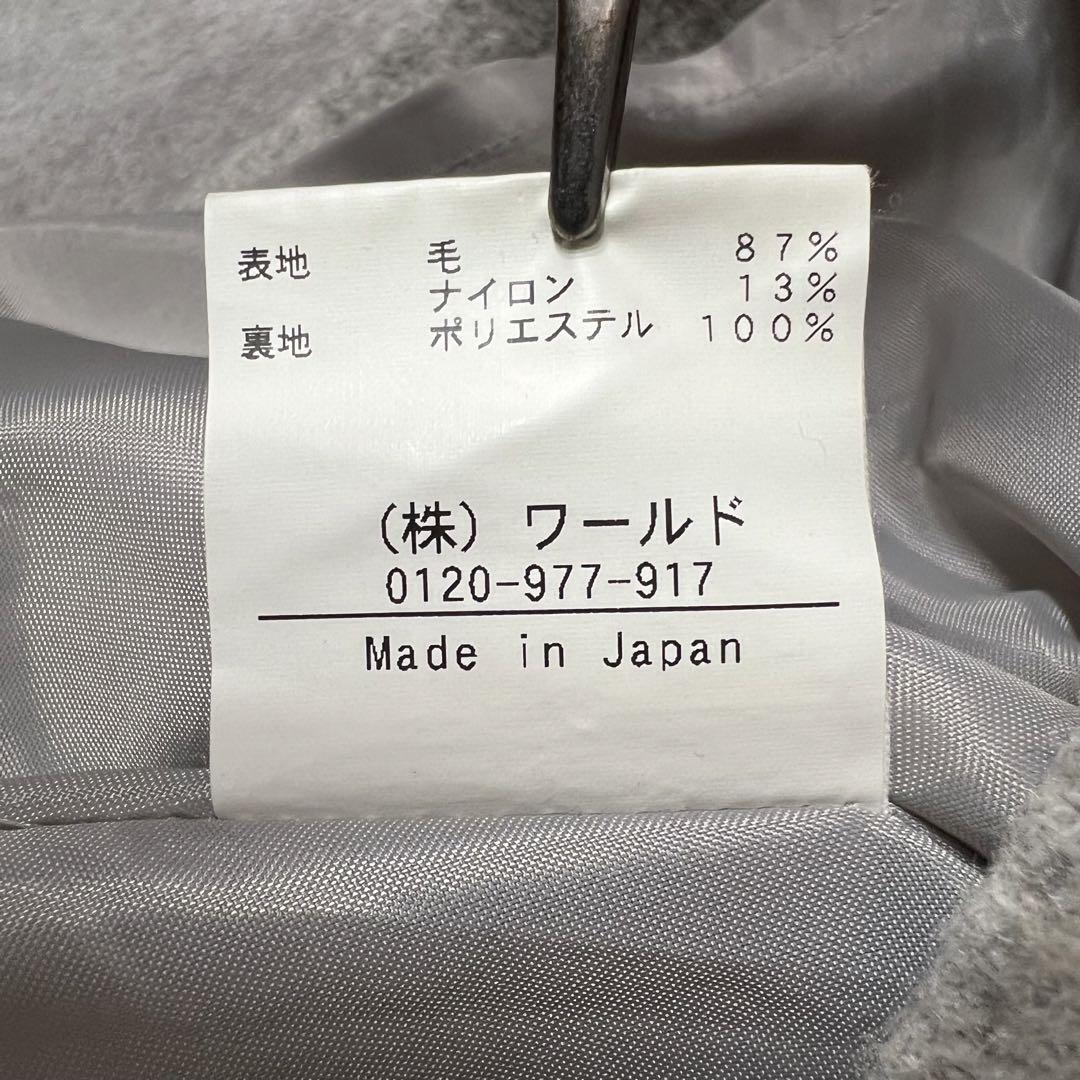 表地 毛 87%
ナイロン 13%
裏地 ポリエステル 100%
(株) ワールド
0120-977-917
Made in Japan